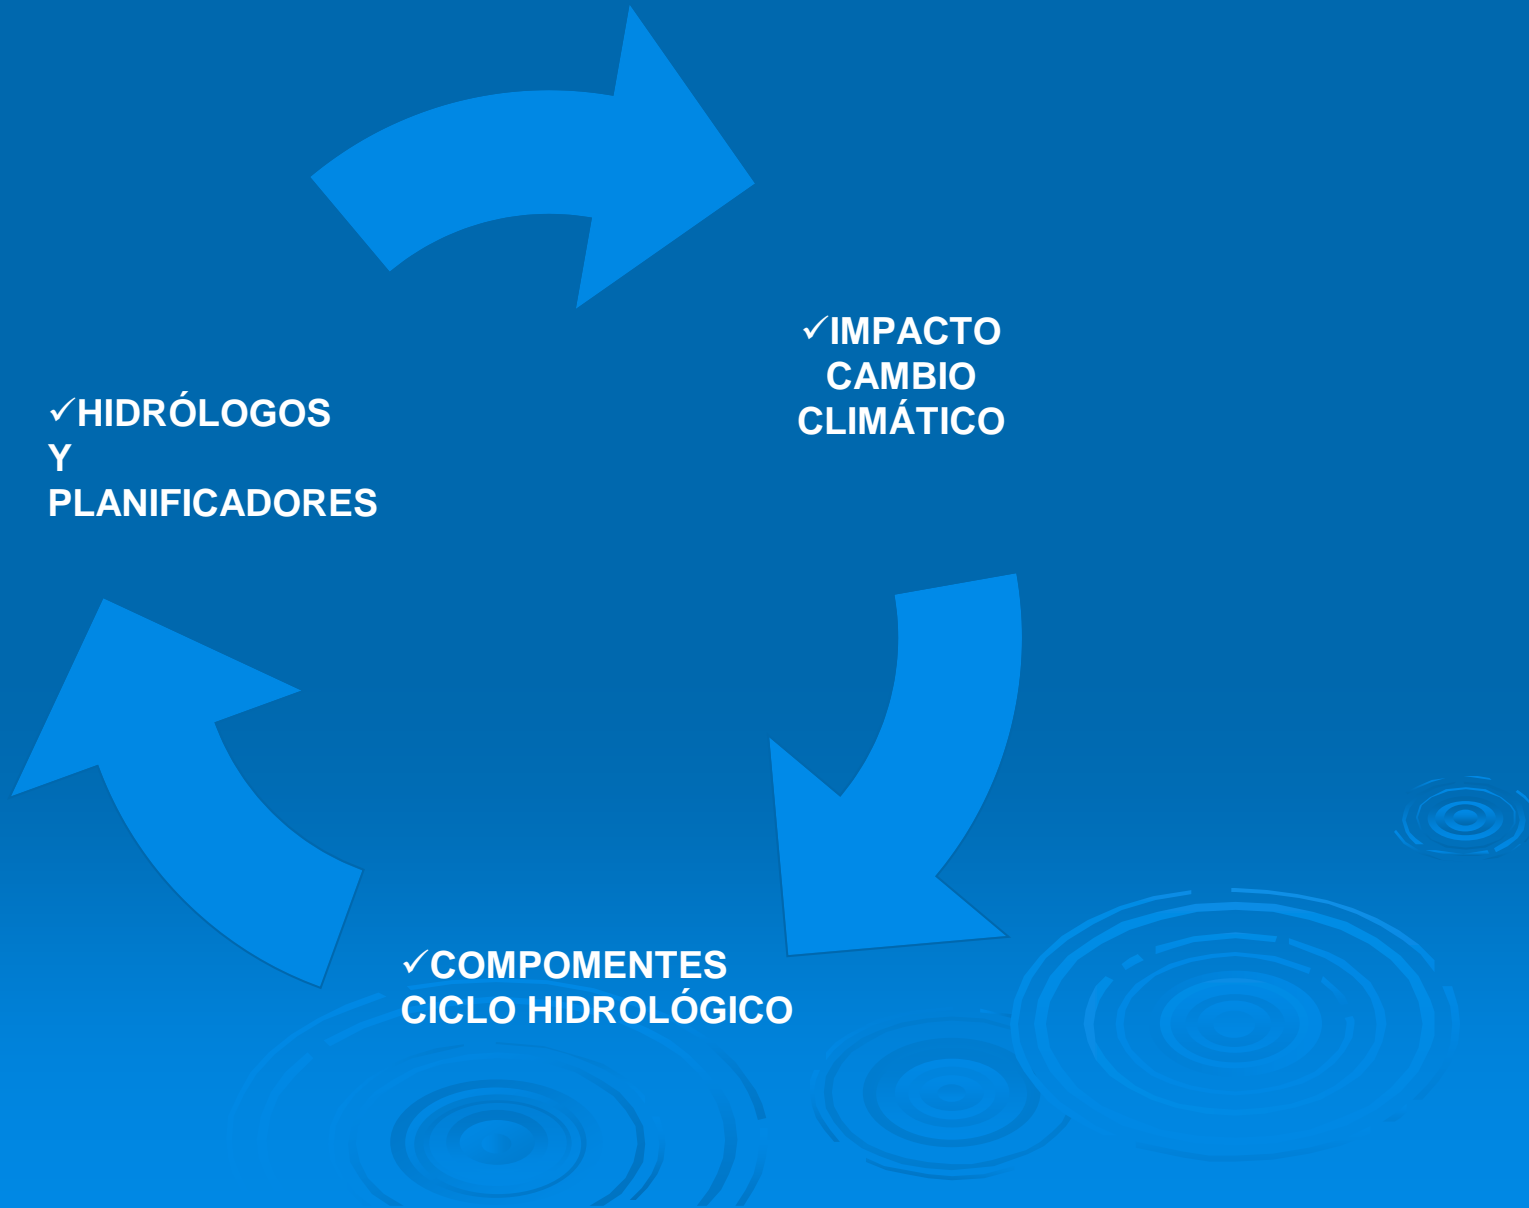 ✓IMPACTO
CAMBIO
CLIMÁTICO
✓HIDRÓLOGOS
Y
PLANIFICADORES
✓COMPOMENTES
CICLO HIDROLÓGICO